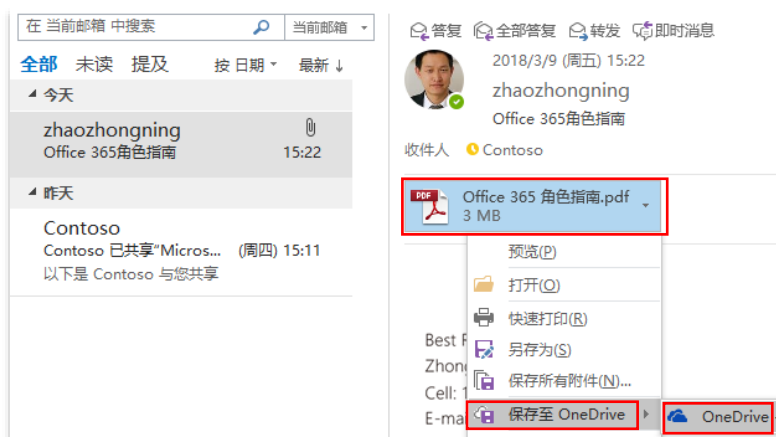 在 当前邮箱 中搜索
当前邮箱
全部 未读 提及 按 日期 最新 ↓
今天
zhaozhongning
Office 365角色指南 15:22
昨天
Contoso
Contoso 已共享“Micros... (周四) 15:11
以下是 Contoso 与您共享
答复 全部答复 转发 即时消息
2018/3/9 (周五) 15:22
zhaozhongning
Office 365角色指南
收件人 Contoso
PDF
Office 365 角色指南.pdf
3 MB
预览(P)
打开(O)
快速打印(R)
另存为(S)
保存所有附件(N)...
保存至 OneDrive
OneDrive
Best
Cell: